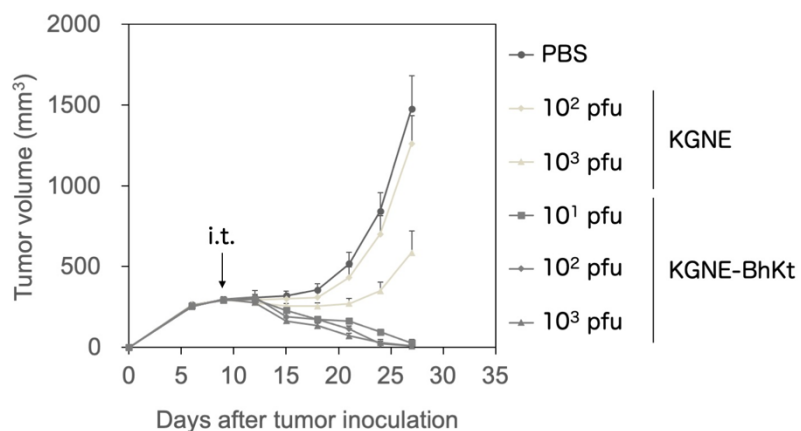 2000
1500
1000
500
0
Tumor volume (mm³)
i.t.
0 5 10 15 20 25 30 35
Days after tumor inoculation
PBS
10² pfu
10³ pfu
KGNE
10¹ pfu
10² pfu
10³ pfu
KGNE-BhKt